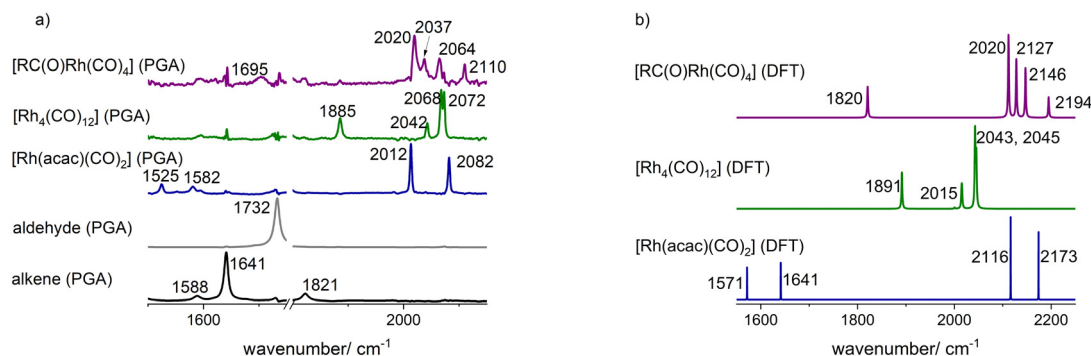 a)
[RC(O)Rh(CO)₄] (PGA)
1695
2020
2037
2064
2110
[Rh₄(CO)₁₂] (PGA)
1885
2042
2068
2072
[Rh(acac)(CO)₂] (PGA)
1525
1582
2012
2082
aldehyde (PGA)
1732
alkene (PGA)
1588
1641
1821
1600
2000
wavenumber/ cm⁻¹
b)
[RC(O)Rh(CO)₄] (DFT)
1820
2020
2127
2146
2194
[Rh₄(CO)₁₂] (DFT)
1891
2015
2043, 2045
[Rh(acac)(CO)₂] (DFT)
1571
1641
2116
2173
1600
1800
2000
2200
wavenumber/ cm⁻¹